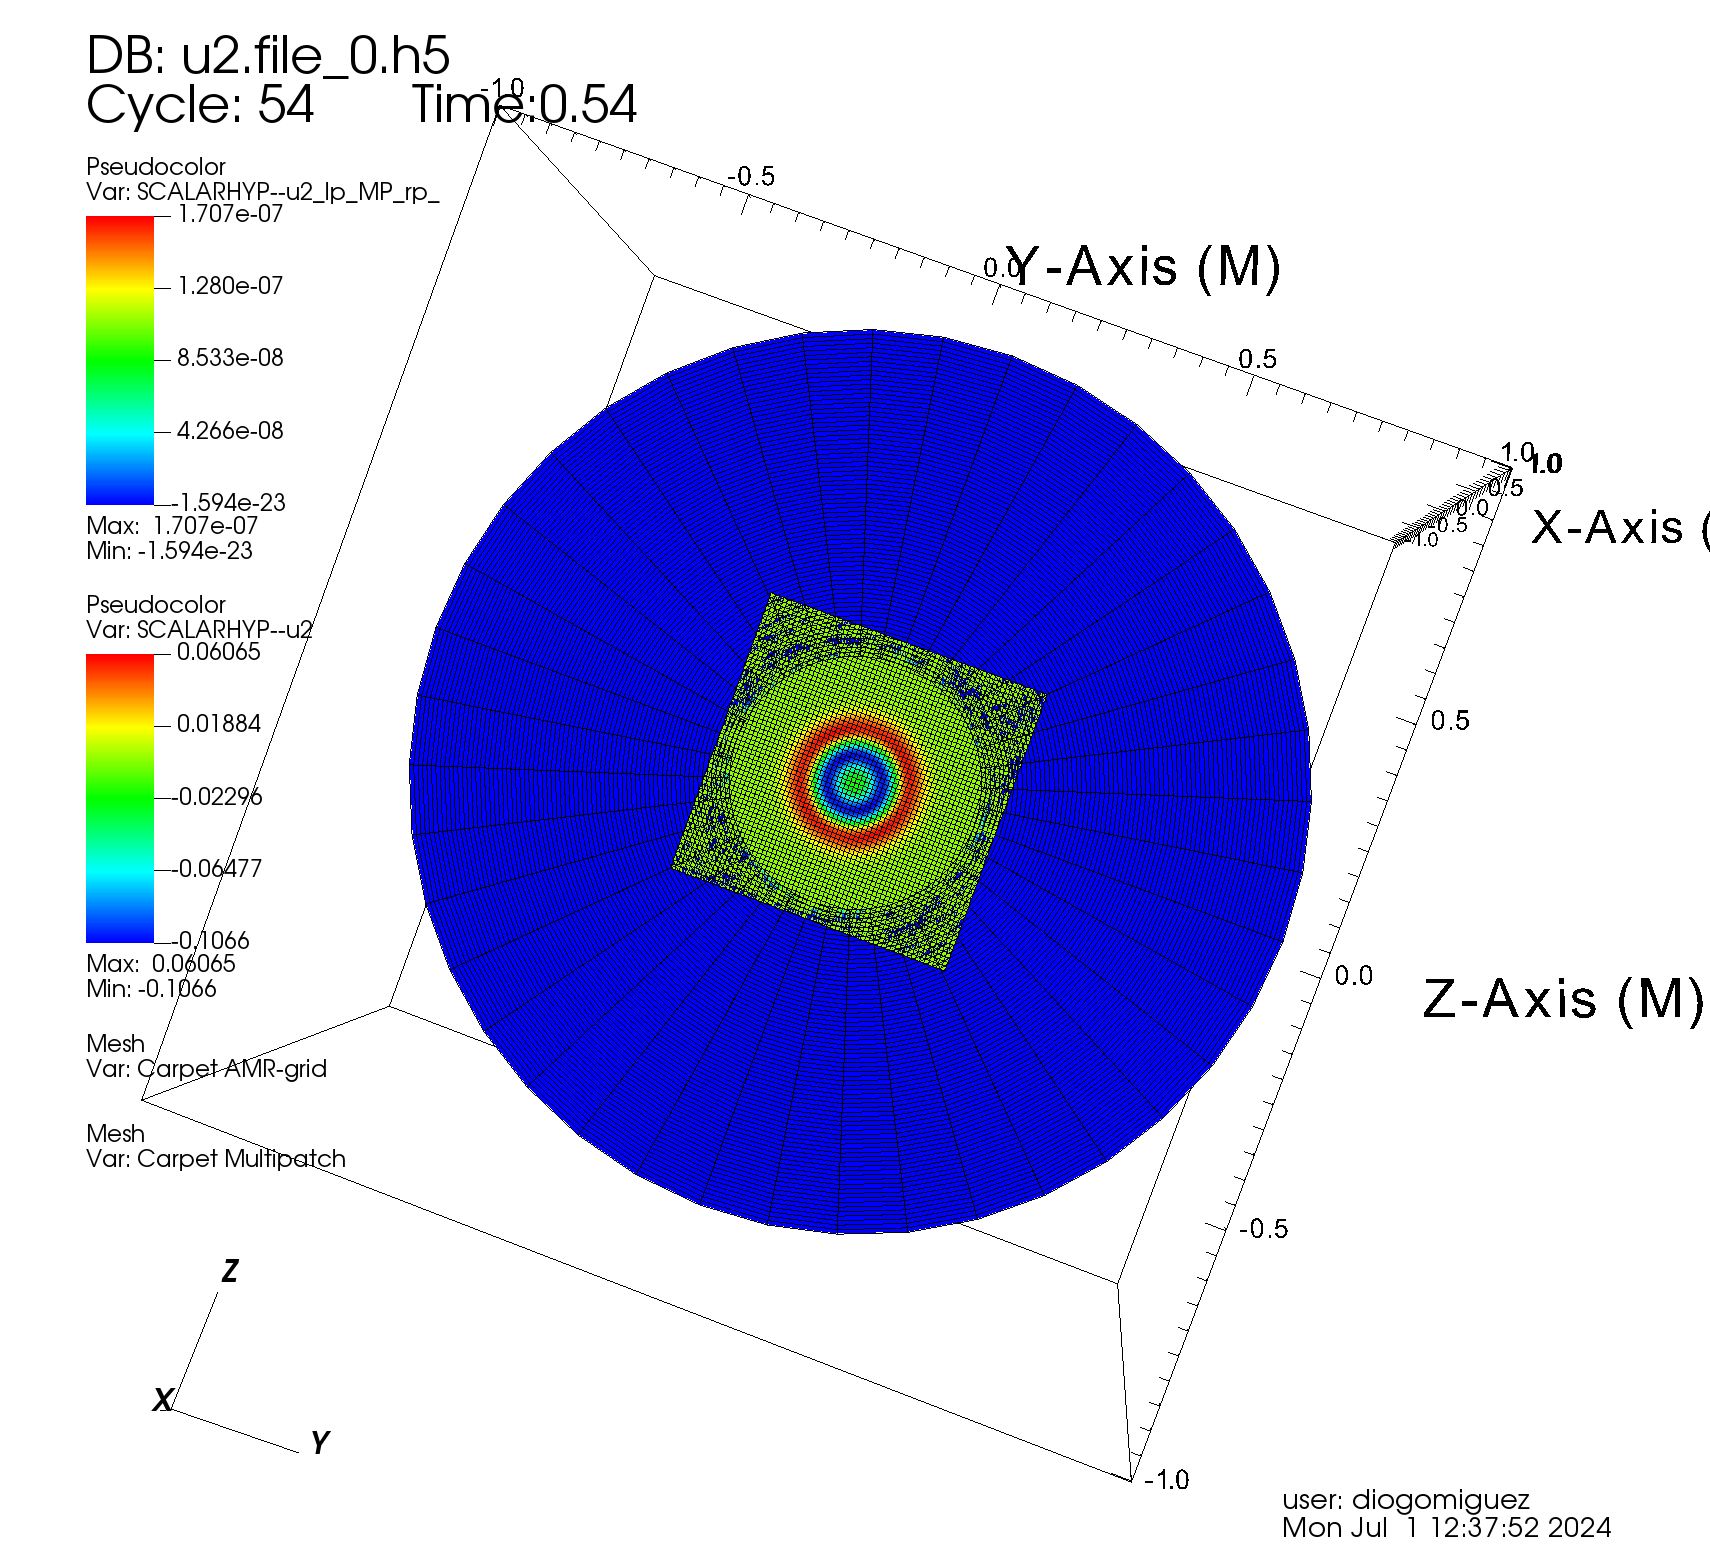 DB: u2.file_0.h5
Cycle: 54 Time:0.54
Pseudocolor
Var: SCALARHYP--u2_lp_MP_rp_
1.707e-07
1.280e-07
8.533e-08
4.266e-08
-1.594e-23
Max: 1.707e-07
Min: -1.594e-23
Pseudocolor
Var: SCALARHYP--u2
0.06065
0.01884
-0.02296
-0.06477
-0.1066
Max: 0.06065
Min: -0.1066
Mesh
Var: Carpet AMR-grid
Mesh
Var: Carpet Multipatch
-1.0
-0.5
0.0
0.5
1.0
Y-Axis (M)
1.0
0.5
0.0
-0.5
-1.0
X-Axis (
0.5
0.0
-0.5
-1.0
Z-Axis (M)
Z
X
Y
user: diogomiguez
Mon Jul 1 12:37:52 2024